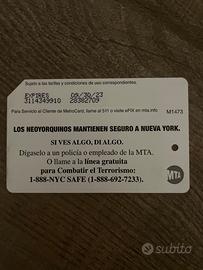 Sujeto a las tarifas y condiciones de uso correspondientes.
EXPIRES 09/30/23
3114349910 28382709
Para Servicio al Cliente de MetroCard, llame al 511 o visite eFIX en mta.info
M1473
LOS NEOYORQUINOS MANTIENEN SEGURO A NUEVA YORK.
SI VES ALGO, DI ALGO.
Dígaselo a un policía o empleado de la MTA.
O llame a la línea gratuita
para Combatir el Terrorismo:
1-888-NYC SAFE (1-888-692-7233).
MTA
subito